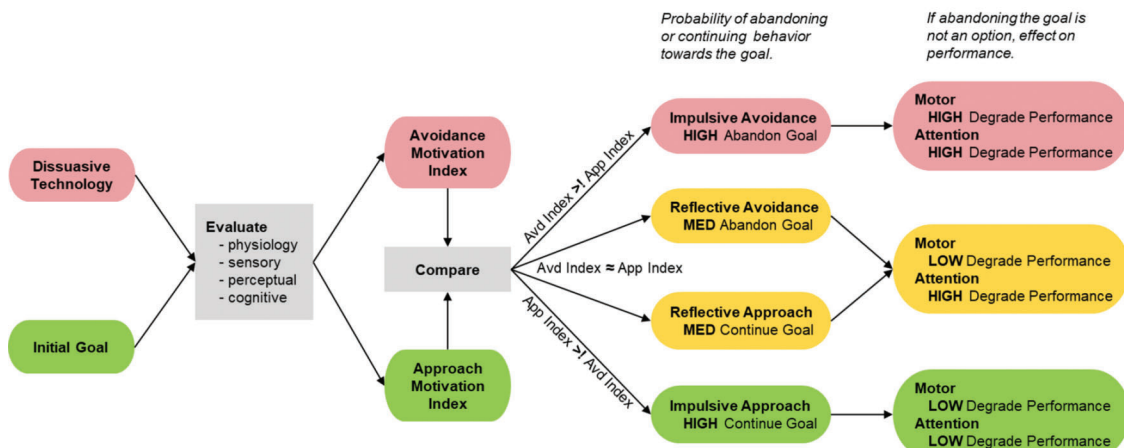 Probability of abandoning
or continuing behavior
towards the goal.
If abandoning the goal is
not an option, effect on
performance.
Dissuasive
Technology
Initial Goal
Evaluate
- physiology
- sensory
- perceptual
- cognitive
Avoidance
Motivation
Index
Compare
Approach
Motivation
Index
Avd Index >! App Index
Avd Index ≈ App Index
App Index >! Avd Index
Impulsive Avoidance
HIGH Abandon Goal
Reflective Avoidance
MED Abandon Goal
Reflective Approach
MED Continue Goal
Impulsive Approach
HIGH Continue Goal
Motor
HIGH Degrade Performance
Attention
HIGH Degrade Performance
Motor
LOW Degrade Performance
Attention
HIGH Degrade Performance
Motor
LOW Degrade Performance
Attention
LOW Degrade Performance